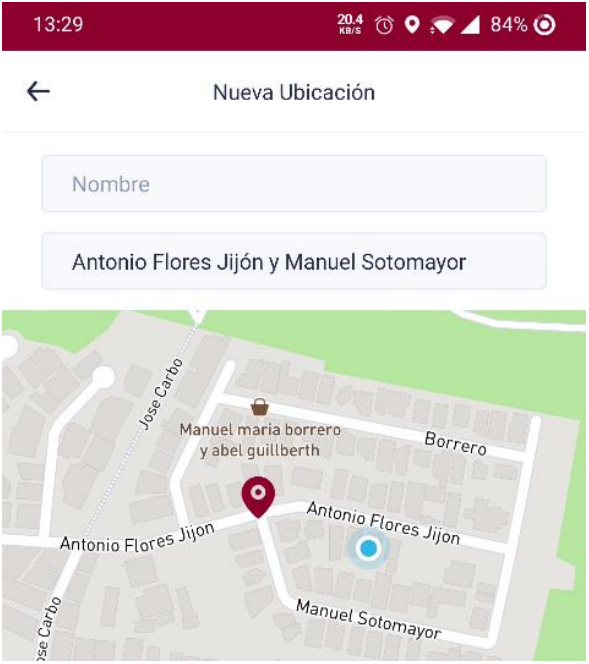 13:29 20.4 KB/S 84%
Nueva Ubicación
Nombre
Antonio Flores Jijón y Manuel Sotomayor
Jose Carbo
Manuel maria borrero
y abel guillberth
Borrero
Antonio Flores Jijon
Antonio Flores Jijon
Manuel Sotomayor
ose Carbo